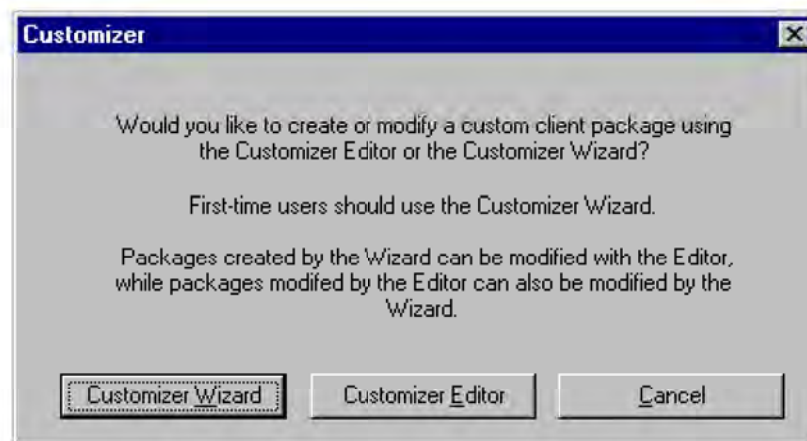 Customizer
Would you like to create or modify a custom client package using
the Customizer Editor or the Customizer Wizard?
First-time users should use the Customizer Wizard.
Packages created by the Wizard can be modified with the Editor,
while packages modifed by the Editor can also be modified by the
Wizard.
Customizer Wizard
Customizer Editor
Cancel